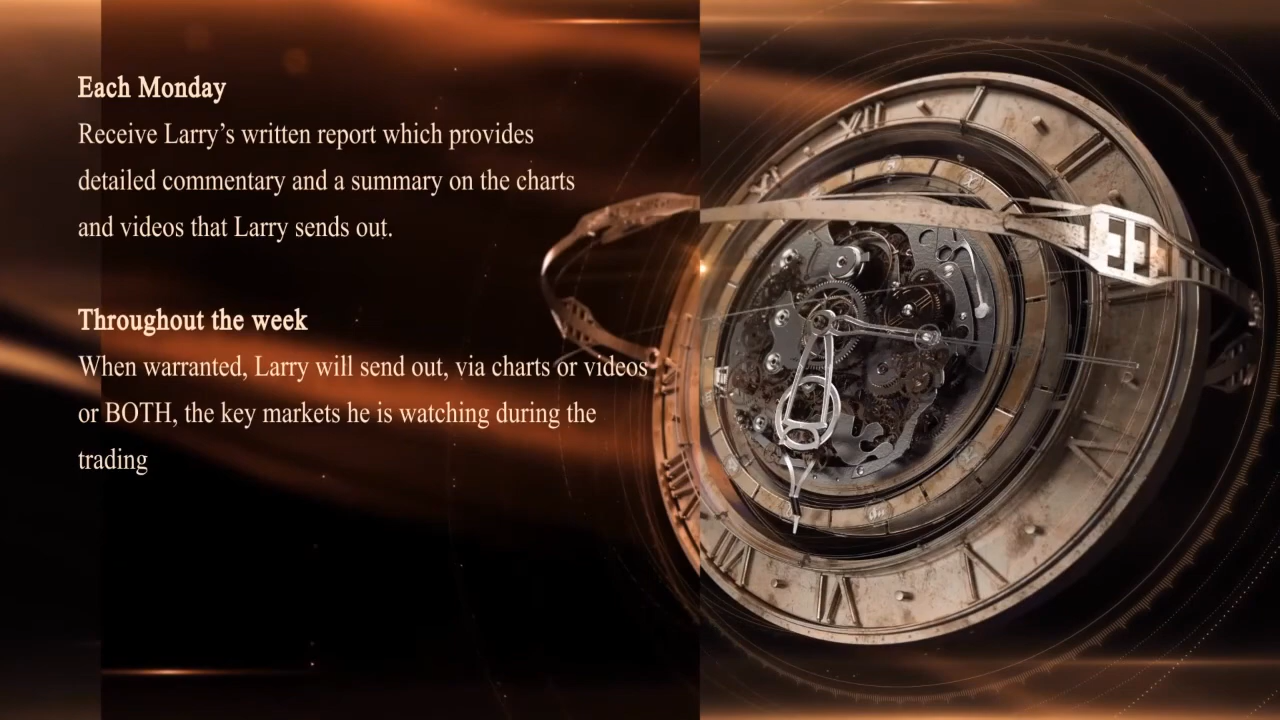 Each Monday
Receive Larry’s written report which provides
detailed commentary and a summary on the charts
and videos that Larry sends out.
Throughout the week
When warranted, Larry will send out, via charts or videos
or BOTH, the key markets he is watching during the
trading